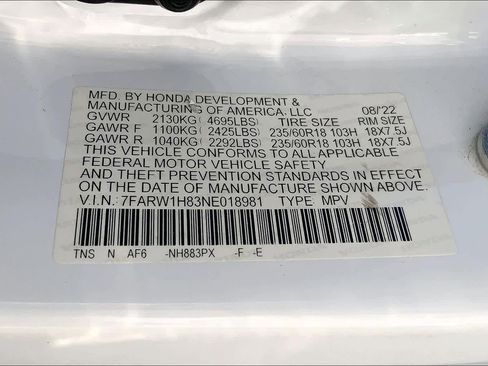 MFD. BY HONDA DEVELOPMENT &
MANUFACTURING OF AMERICA, LLC 08/'22
GVWR 2130KG ( 4695LBS) TIRE SIZE RIM SIZE
GAWR F 1100KG ( 2425LBS) 235/60R18 103H 18X7.5J
GAWR R 1040KG ( 2292LBS) 235/60R18 103H 18X7.5J
THIS VEHICLE CONFORMS TO ALL APPLICABLE
FEDERAL MOTOR VEHICLE SAFETY
AND THEFT PREVENTION STANDARDS IN EFFECT
ON THE DATE OF MANUFACTURE SHOWN ABOVE.
V.I.N.: 7FARW1H83NE018981 TYPE: MPV
TNS N AF6 -NH883PX -F -E